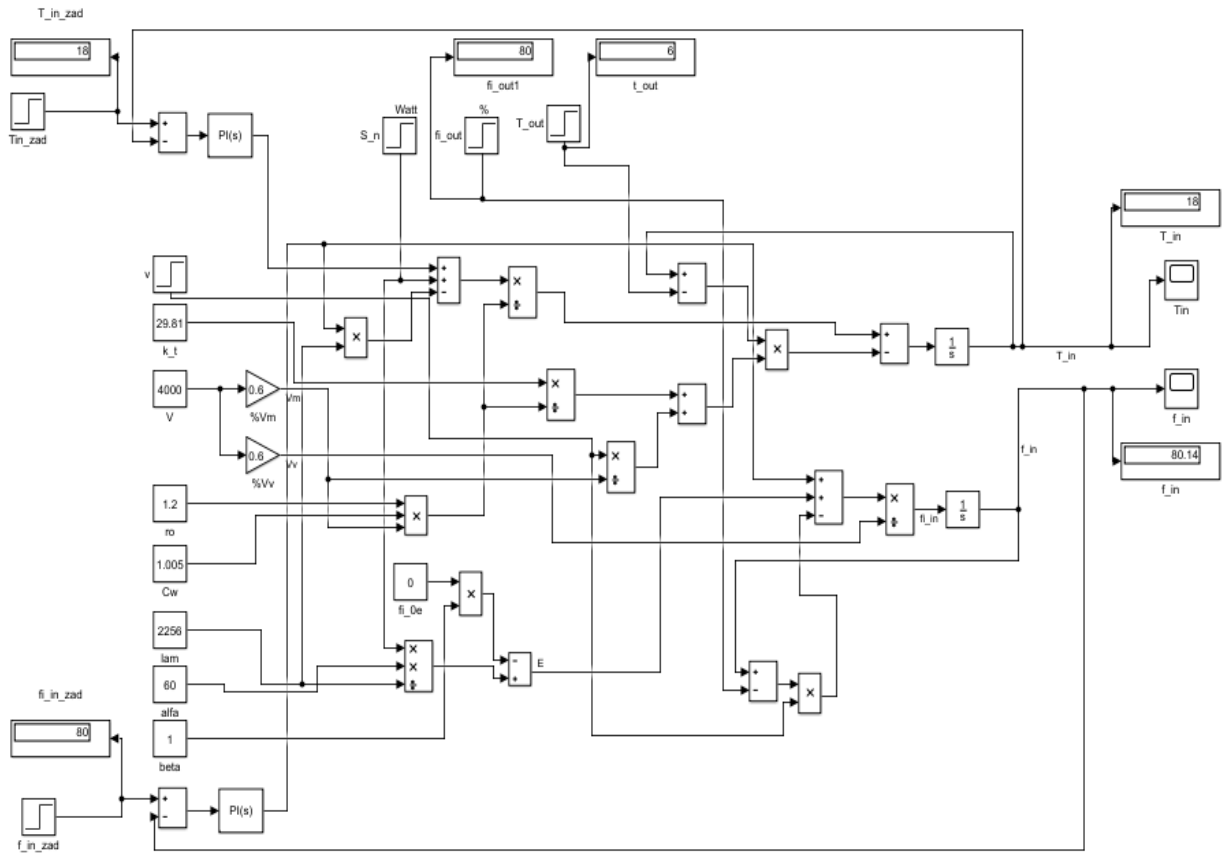 T_in_zad
18
Tin_zad
+
−
PI(s)
80
fi_out1
6
t_out
Watt
S_n
%
fi_out
T_out
18
T_in
Tin
v
29.81
k_t
4000
V
0.6
%Vm
Vm
0.6
%Vv
Vv
+
+
−
×
÷
×
+
−
×
+
−
1
s
T_in
×
÷
+
+
×
÷
f_in
f_in
80.14
f_in
1.2
ro
1.005
Cw
×
+
+
−
×
÷
fi_in
1
s
0
fi_0e
×
2256
lam
60
alfa
1
beta
×
×
÷
−
+
E
+
−
×
fi_in_zad
80
f_in_zad
+
−
PI(s)